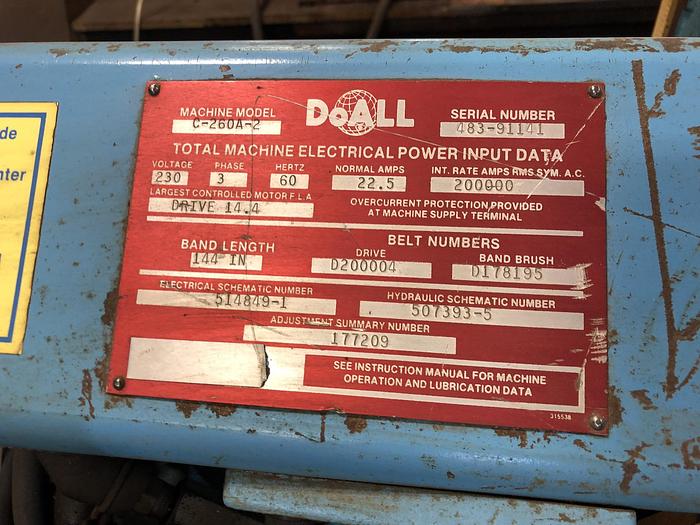 de
nter
MACHINE MODEL
C-260A-2
DoALL
SERIAL NUMBER
483-91141
TOTAL MACHINE ELECTRICAL POWER INPUT DATA
VOLTAGE PHASE HERTZ NORMAL AMPS INT. RATE AMPS RMS SYM. A.C.
230 3 60 22.5 200000
LARGEST CONTROLLED MOTOR F L A
DRIVE 14.4
OVERCURRENT PROTECTION PROVIDED
AT MACHINE SUPPLY TERMINAL
BAND LENGTH
144 IN
BELT NUMBERS
DRIVE BAND BRUSH
D200004 D178195
ELECTRICAL SCHEMATIC NUMBER
514849-1
HYDRAULIC SCHEMATIC NUMBER
507393-5
ADJUSTMENT SUMMARY NUMBER
177209
SEE INSTRUCTION MANUAL FOR MACHINE
OPERATION AND LUBRICATION DATA
315538